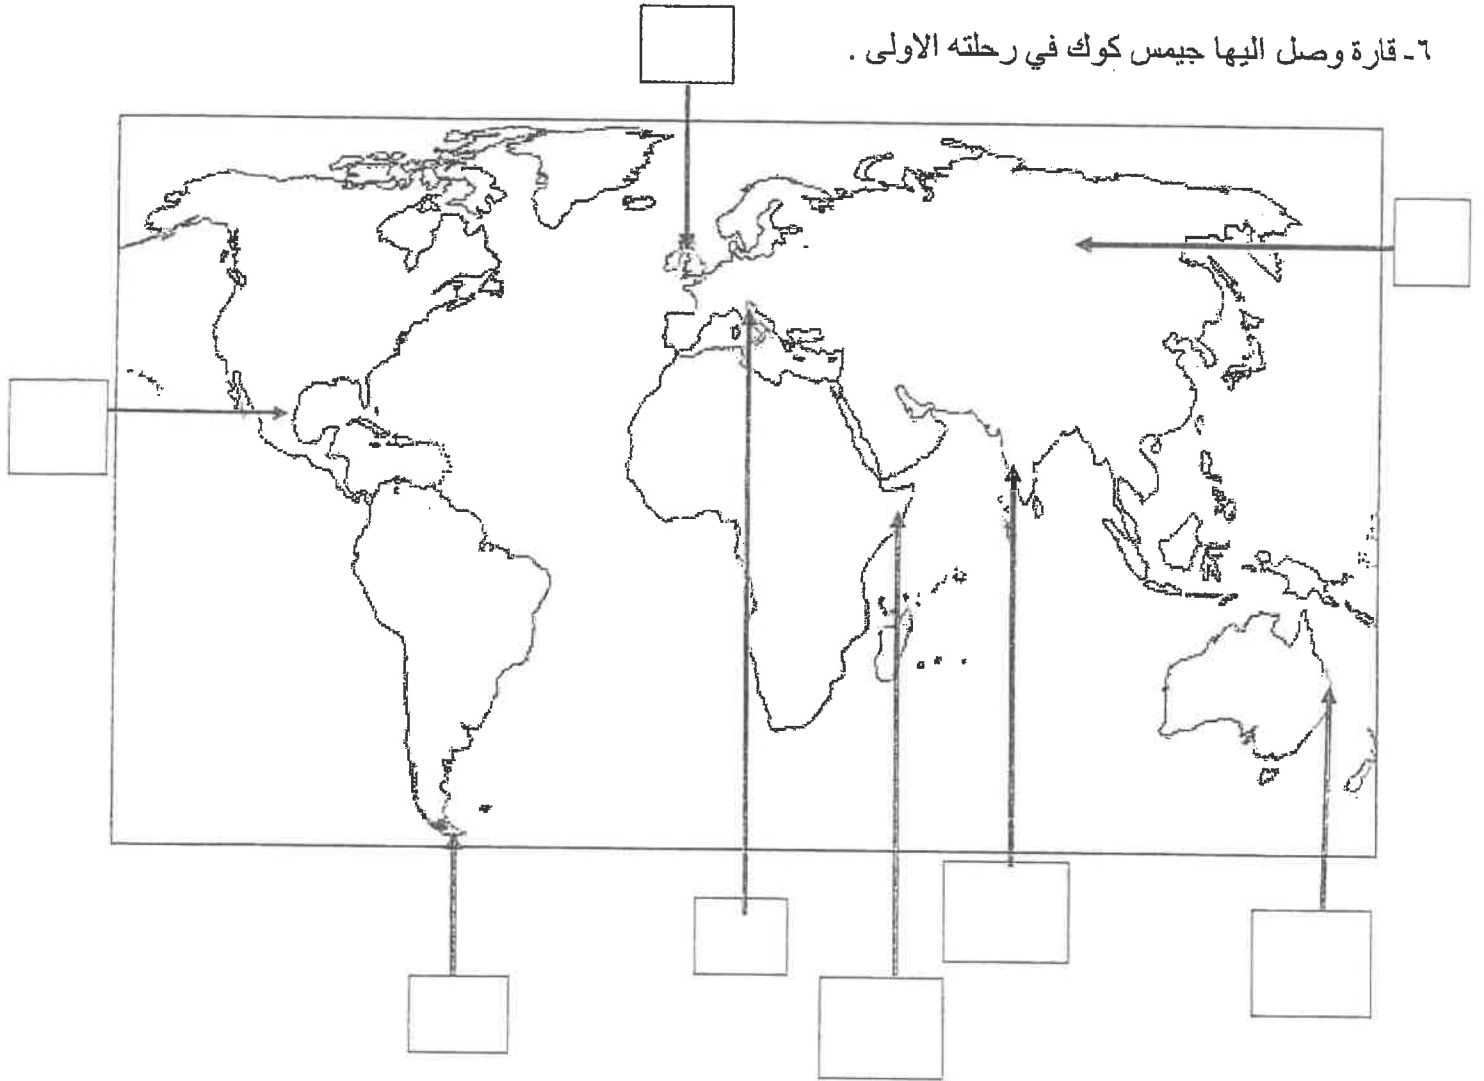 ٦- قارة وصل اليها جيمس كوك في رحلته الاولى .